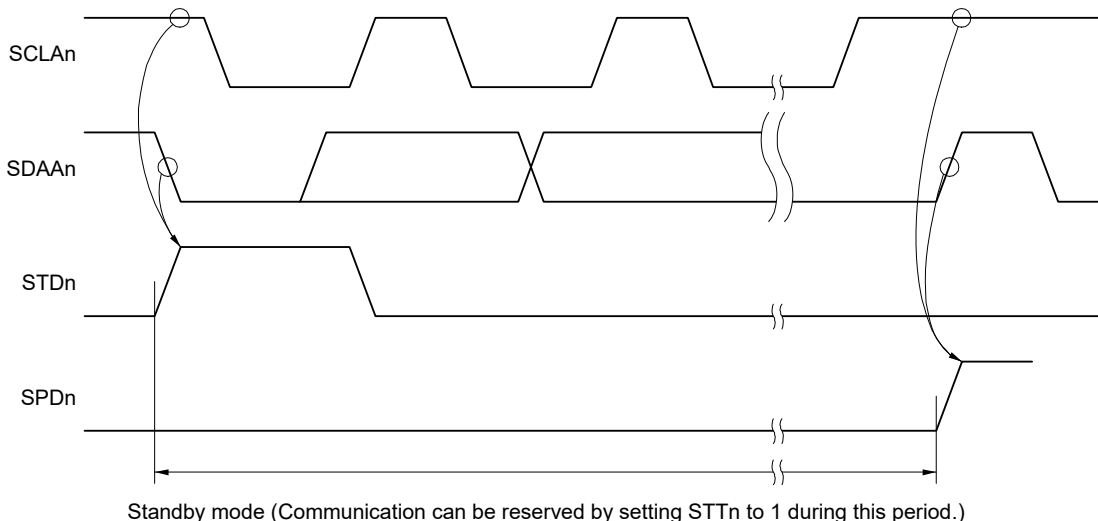 SCLAn
SDAAn
STDn
SPDn
Standby mode (Communication can be reserved by setting STTn to 1 during this period.)